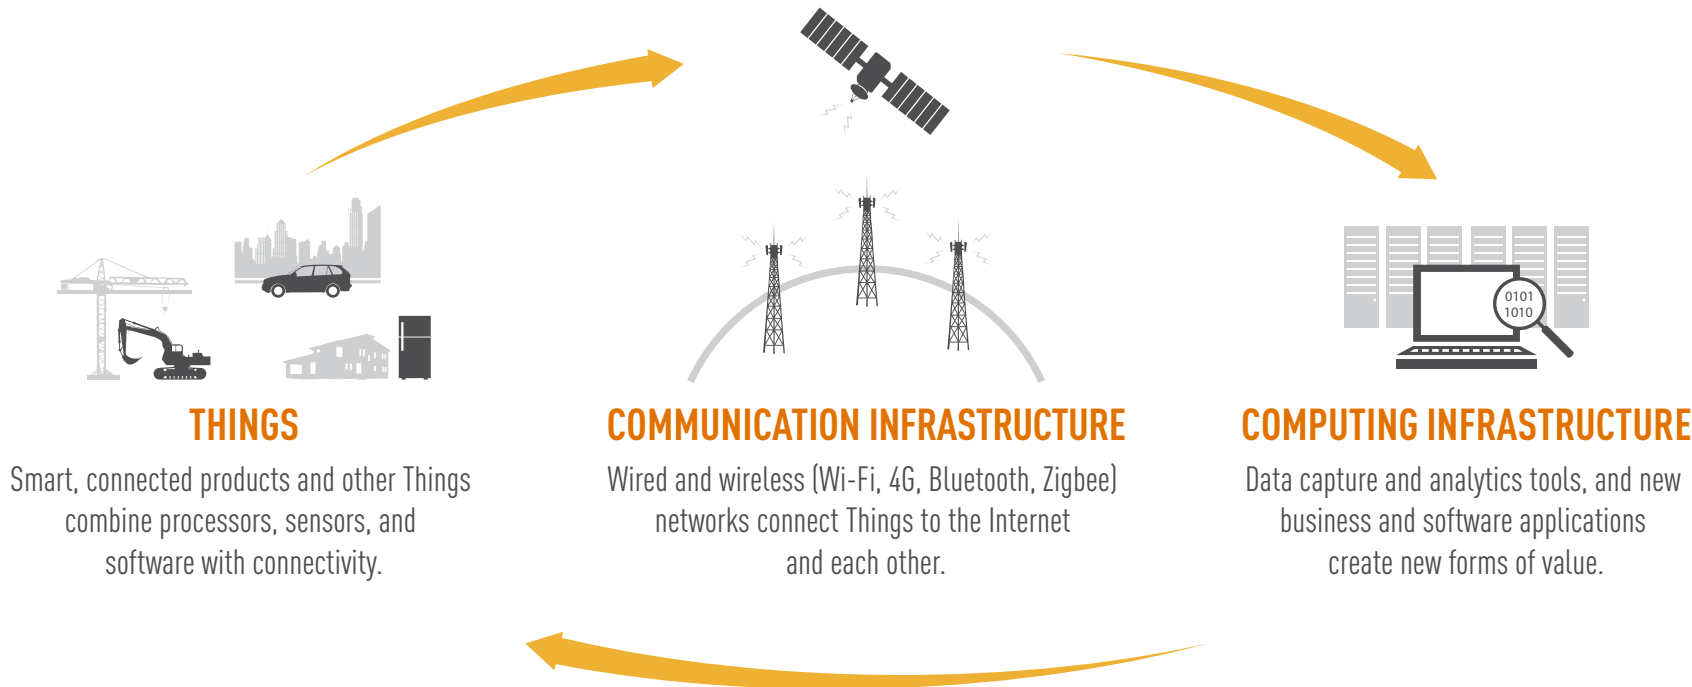 0101
1010
THINGS
Smart, connected products and other Things
combine processors, sensors, and
software with connectivity.
COMMUNICATION INFRASTRUCTURE
Wired and wireless (Wi-Fi, 4G, Bluetooth, Zigbee)
networks connect Things to the Internet
and each other.
COMPUTING INFRASTRUCTURE
Data capture and analytics tools, and new
business and software applications
create new forms of value.